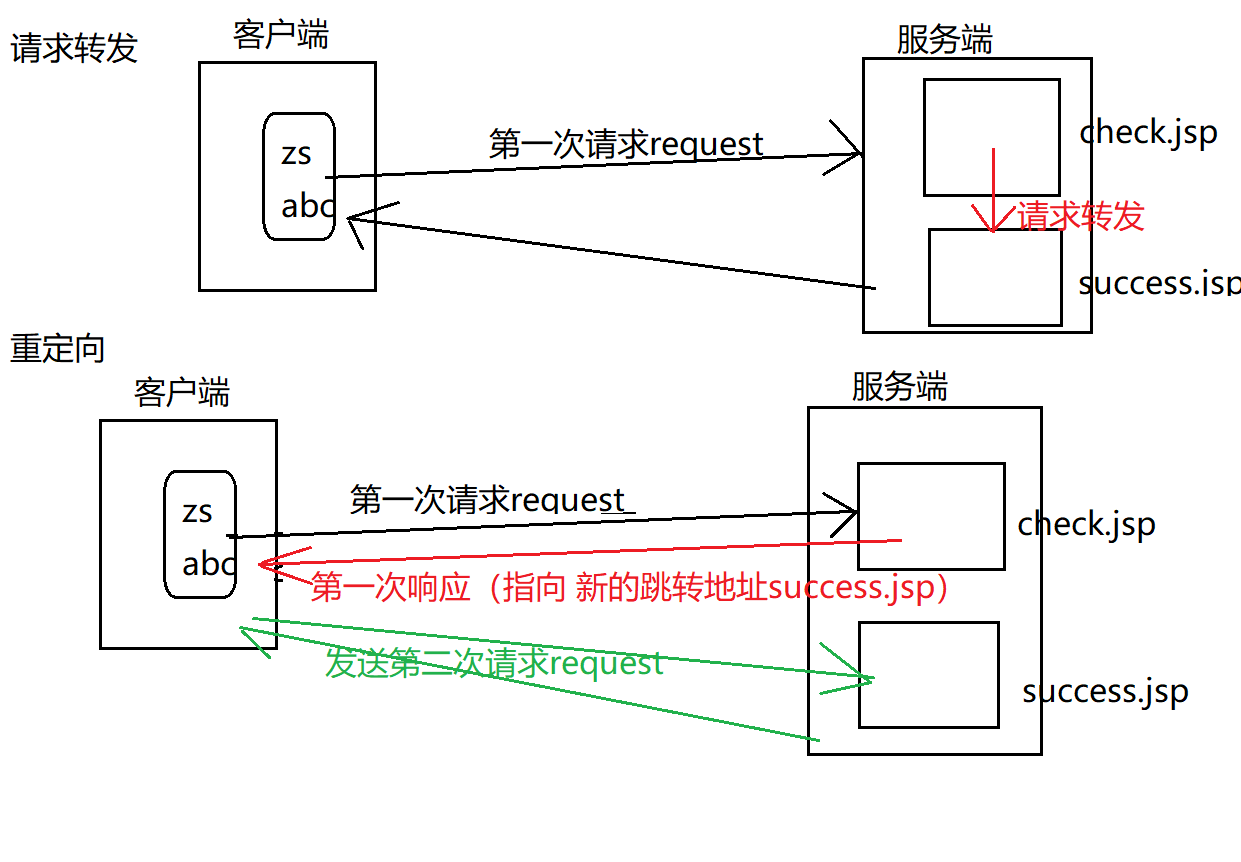 请求转发
客户端
服务端
zs
abc
第一次请求request
check.jsp
请求转发
success.jsp
重定向
客户端
服务端
zs
abc
第一次请求request
check.jsp
第一次响应（指向 新的跳转地址success.jsp）
发送第二次请求request
success.jsp